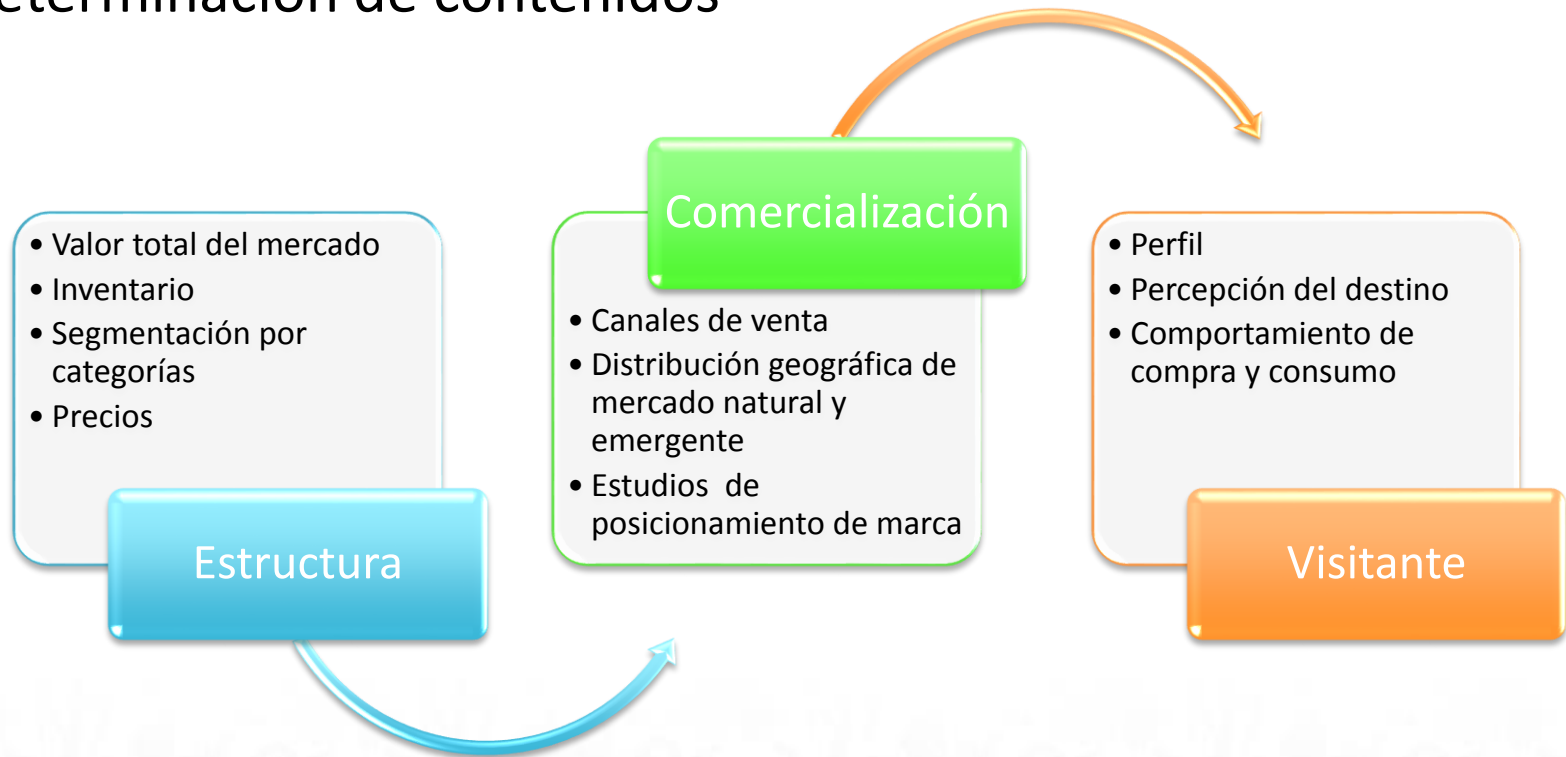 eterminación de contenidos
• Valor total del mercado
• Inventario
• Segmentación por
categorías
• Precios
Estructura
Comercialización
• Canales de venta
• Distribución geográfica de
mercado natural y
emergente
• Estudios de
posicionamiento de marca
• Perfil
• Percepción del destino
• Comportamiento de
compra y consumo
Visitante